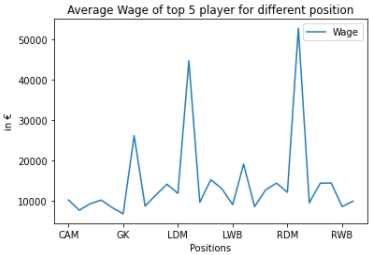 Average Wage of top 5 player for different position
Wage
50000
40000
30000
20000
10000
in €
CAM GK LDM LWB RDM RWB
Positions